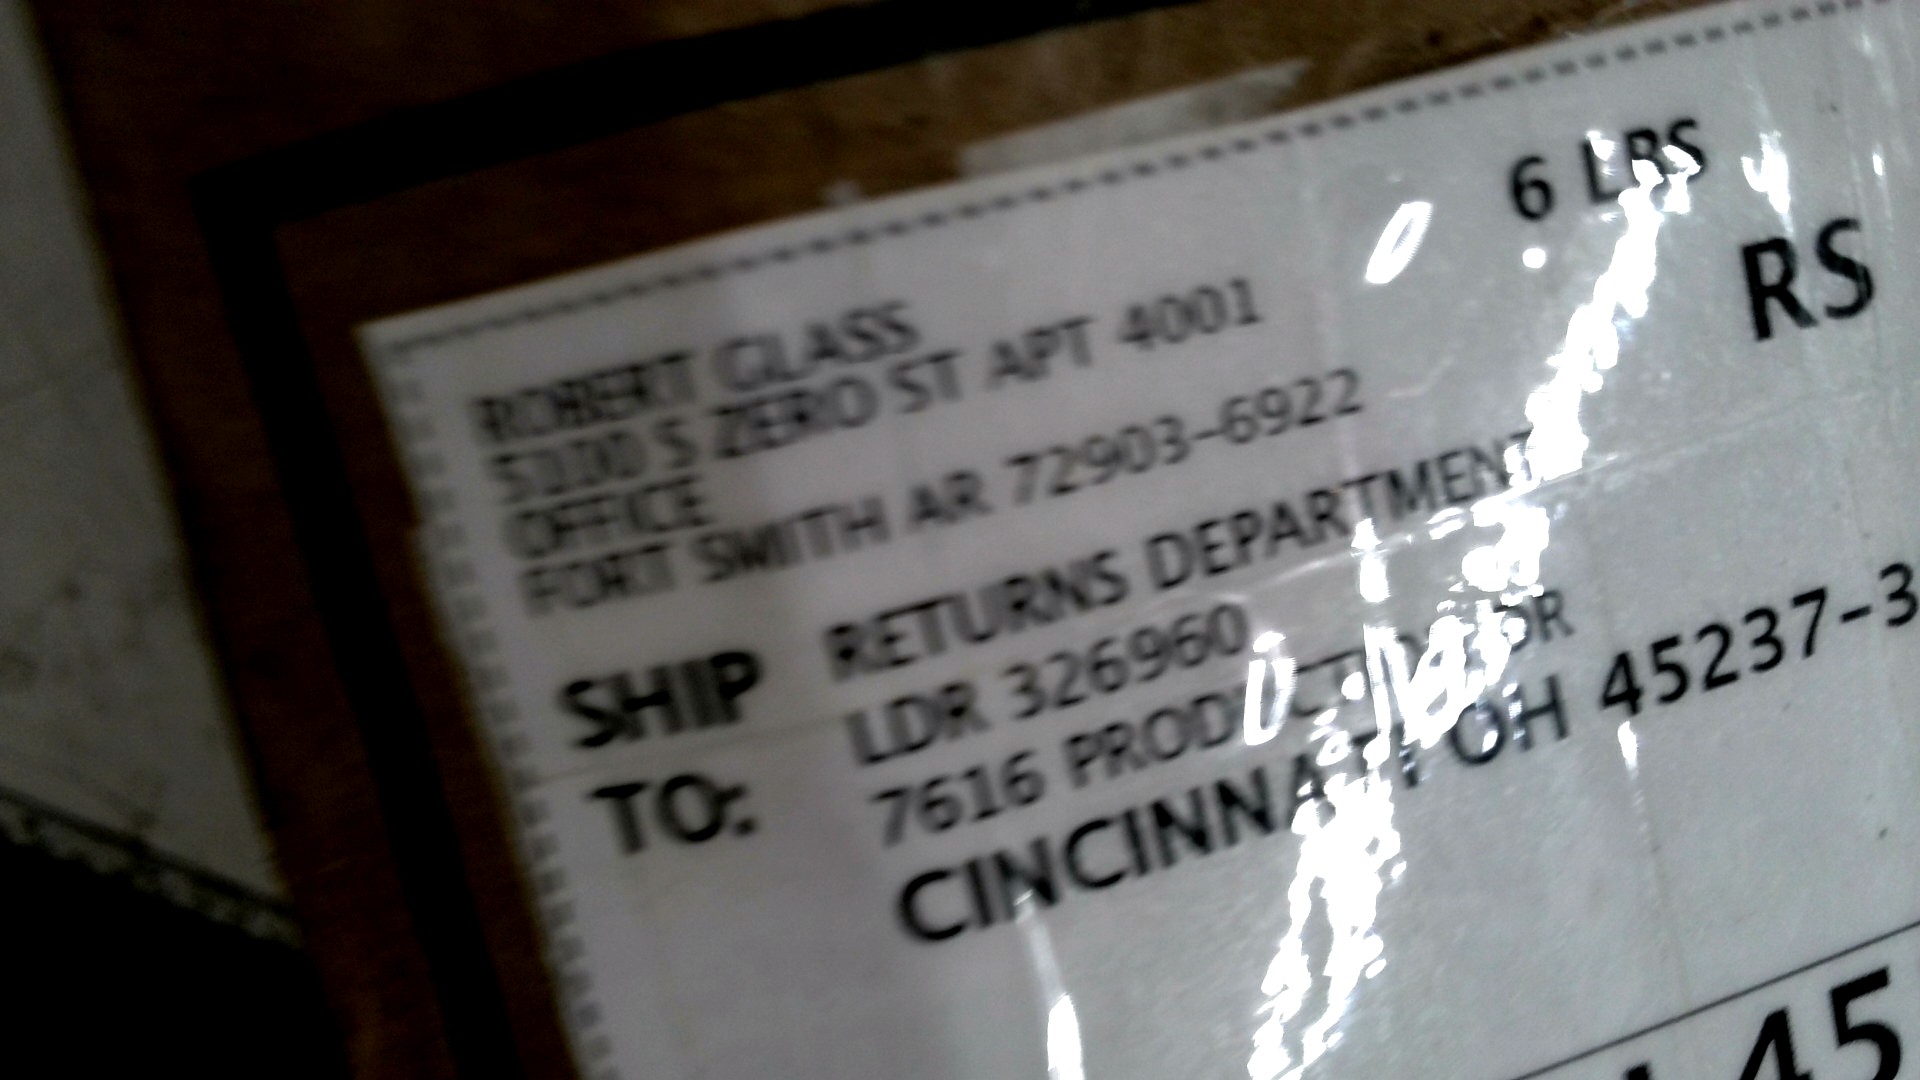 6 LBS
RS
ROBERT GLASS
5100 S ZERO ST APT 4001
OFFICE
FORT SMITH AR 72903-6922
SHIP TO:
RETURNS DEPARTMENT
LDR 326960
7616 PRODUCTION DR
CINCINNATI OH 45237-3
45